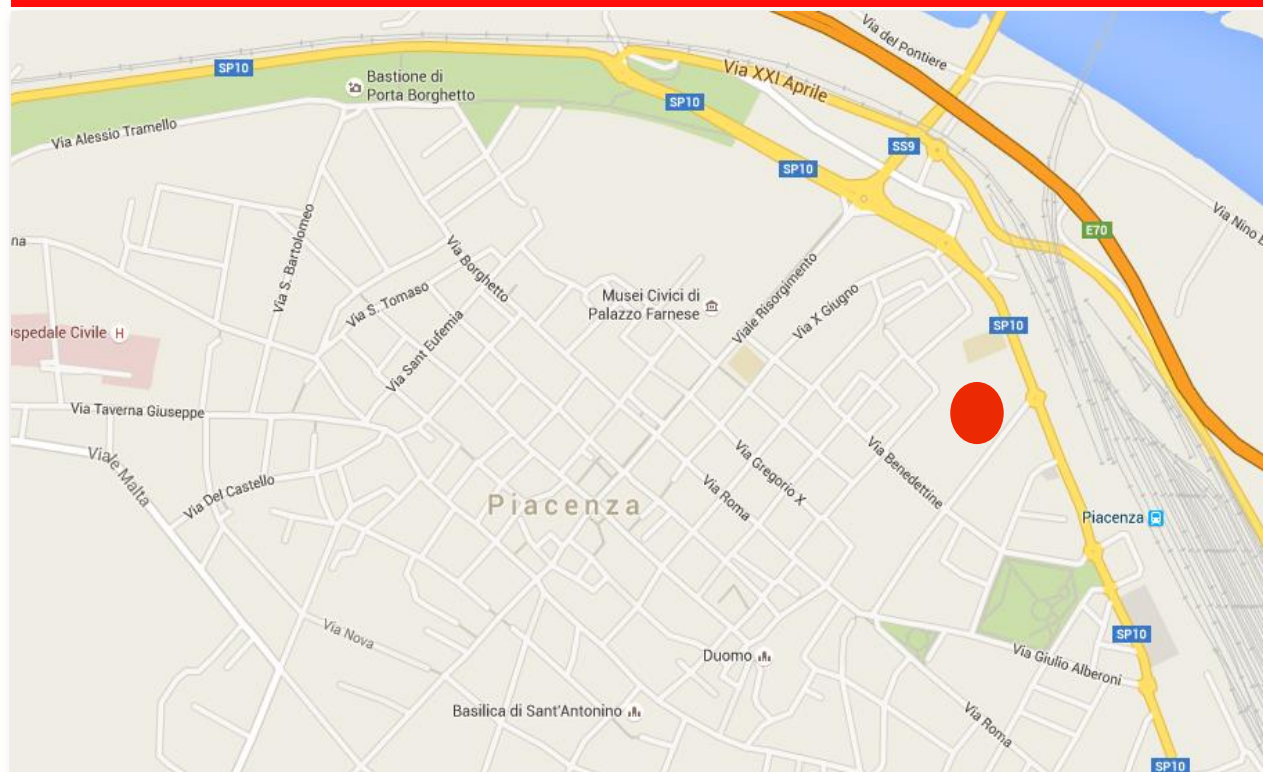 Via del Pontiere
SP10
Via XXI Aprile
Bastione di
Porta Borghetto
SP10
Via Alessio Tramello
SS9
SP10
Via Nino
E70
na
Via S. Bartolomeo
Via Borghetto
Viale Risorgimento
Musei Civici di
Palazzo Farnese
Via S. Tomaso
Via X Giugno
SP10
spedale Civile H
Via Sant Eufemia
Via Taverna Giuseppe
Viale Malta
Via Benedettine
Via Gregorio X
Via Del Castello
Via Roma
Piacenza
Piacenza
Via Nova
SP10
Duomo
Via Giulio Alberoni
Basilica di Sant'Antonino
Via Roma
SP10